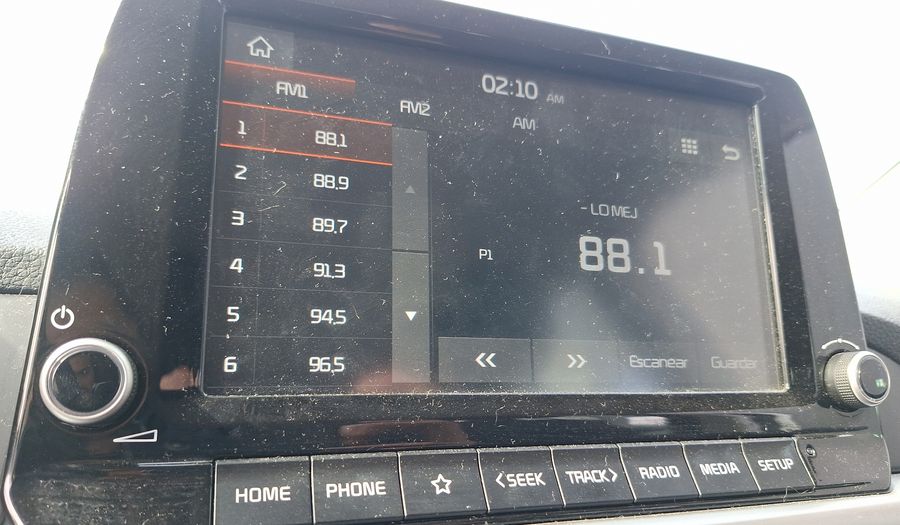 02:10 AM
FM1 FM2 AM
1 88.1
2 88.9
3 89.7
4 91.3
5 94.5
6 96.5
- LO MEJ
P1 88.1
Escanear Guardar
HOME PHONE <SEEK TRACK> RADIO MEDIA SETUP